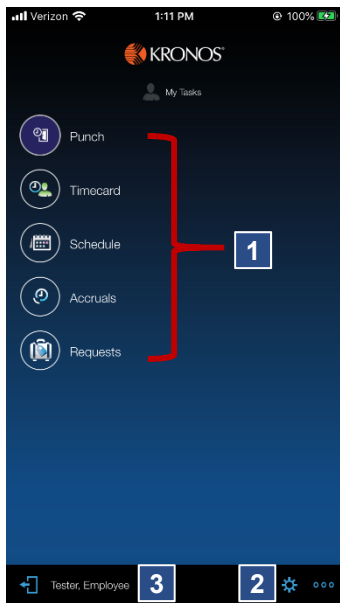 Verizon 1:11 PM 100%
KRONOS®
My Tasks
Punch
Timecard
Schedule
1
Accruals
Requests
Tester, Employee 3 2